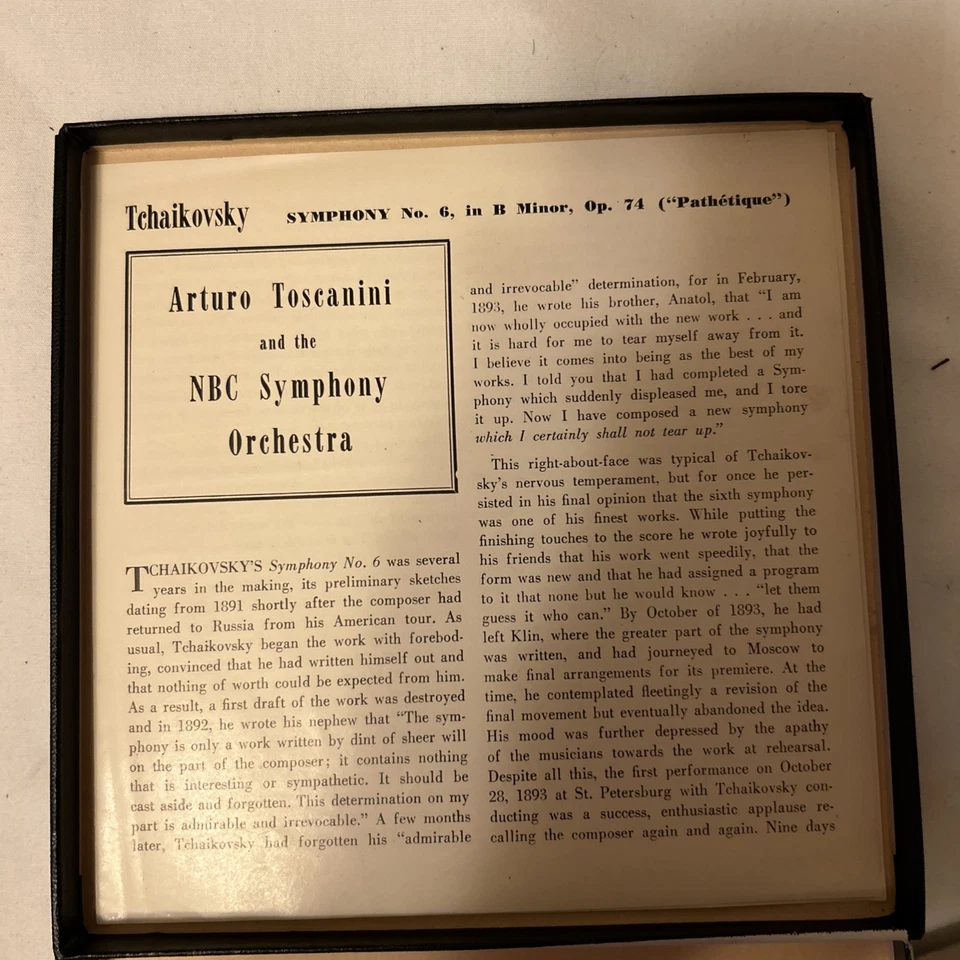 Tchaikovsky SYMPHONY No. 6, in B Minor, Op. 74 ("Pathétique")
Arturo Toscanini
and the
NBC Symphony
Orchestra
TCHAIKOVSKY'S Symphony No. 6 was several
years in the making, its preliminary sketches
dating from 1891 shortly after the composer had
returned to Russia from his American tour. As
usual, Tchaikovsky began the work with forebod-
ing, convinced that he had written himself out and
that nothing of worth could be expected from him.
As a result, a first draft of the work was destroyed
and in 1892, he wrote his nephew that "The sym-
phony is only a work written by dint of sheer will
on the part of the composer; it contains nothing
that is interesting or sympathetic. It should be
cast aside and forgotten. This determination on my
part is admirable and irrevocable." A few months
later, Tchaikovsky had forgotten his "admirable
and irrevocable" determination, for in February,
1893, he wrote his brother, Anatol, that "I am
now wholly occupied with the new work . . . and
it is hard for me to tear myself away from it.
I believe it comes into being as the best of my
works. I told you that I had completed a Sym-
phony which suddenly displeased me, and I tore
it up. Now I have composed a new symphony
which I certainly shall not tear up."
This right-about-face was typical of Tchaikov-
sky's nervous temperament, but for once he per-
sisted in his final opinion that the sixth symphony
was one of his finest works. While putting the
finishing touches to the score he wrote joyfully to
his friends that his work went speedily, that the
form was new and that he had assigned a program
to it that none but he would know . . . "let them
guess it who can." By October of 1893, he had
left Klin, where the greater part of the symphony
was written, and had journeyed to Moscow to
make final arrangements for its premiere. At the
time, he contemplated fleetingly a revision of the
final movement but eventually abandoned the idea.
His mood was further depressed by the apathy
of the musicians towards the work at rehearsal.
Despite all this, the first performance on October
28, 1893 at St. Petersburg with Tchaikovsky con-
ducting was a success, enthusiastic applause re-
calling the composer again and again. Nine days